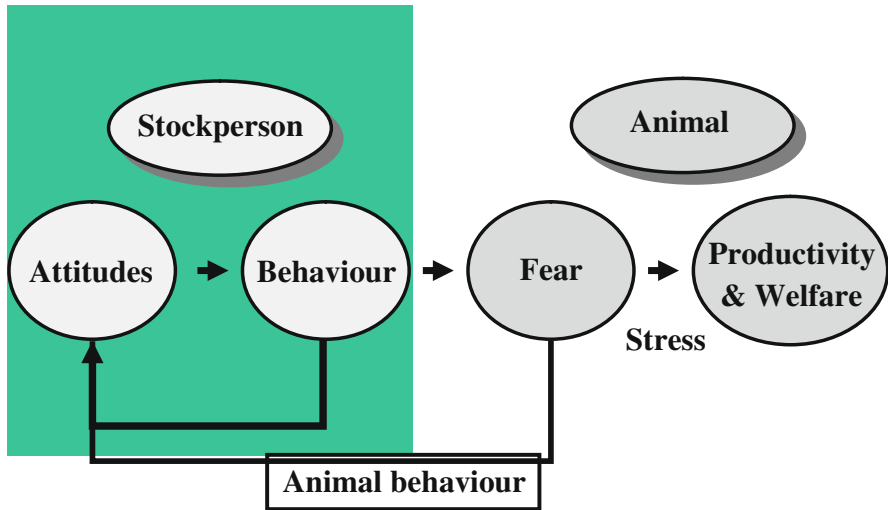 Stockperson
Animal
Attitudes
Behaviour
Fear
Productivity
& Welfare
Stress
Animal behaviour